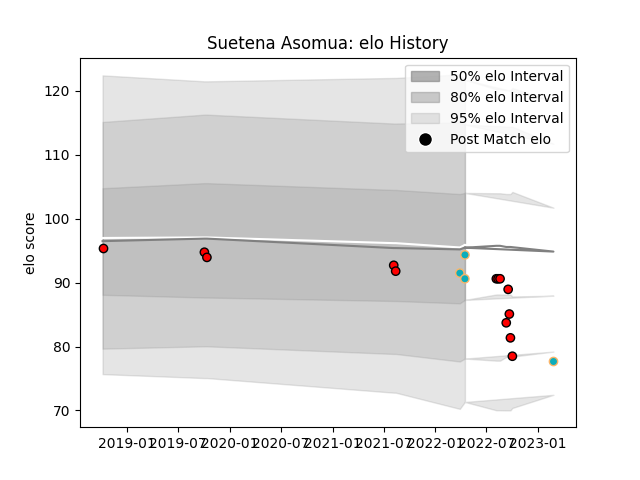 Suetena Asomua: elo History
50% elo Interval
80% elo Interval
95% elo Interval
Post Match elo
elo score
120
110
100
90
80
70
2019-01 2019-07 2020-01 2020-07 2021-01 2021-07 2022-01 2022-07 2023-01